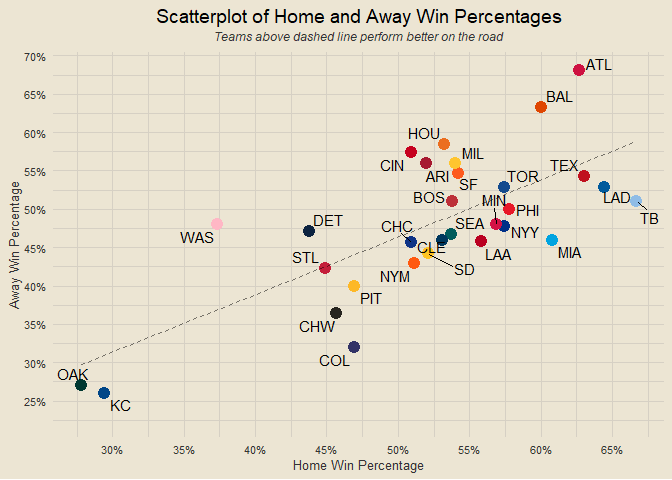 Scatterplot of Home and Away Win Percentages
Teams above dashed line perform better on the road
70%
ATL
65%
BAL
60%
HOU
MIL
CIN
55%
ARI
SF
TEX
TOR
BOS
MIN
LAD
50%
PHI
TB
DET
WAS
CHC
SEA
NYY
45%
CLE
LAA
MIA
STL
SD
NYM
40%
PIT
CHW
35%
COL
30%
OAK
KC
25%
Away Win Percentage
30%
35%
40%
45%
50%
55%
60%
65%
Home Win Percentage